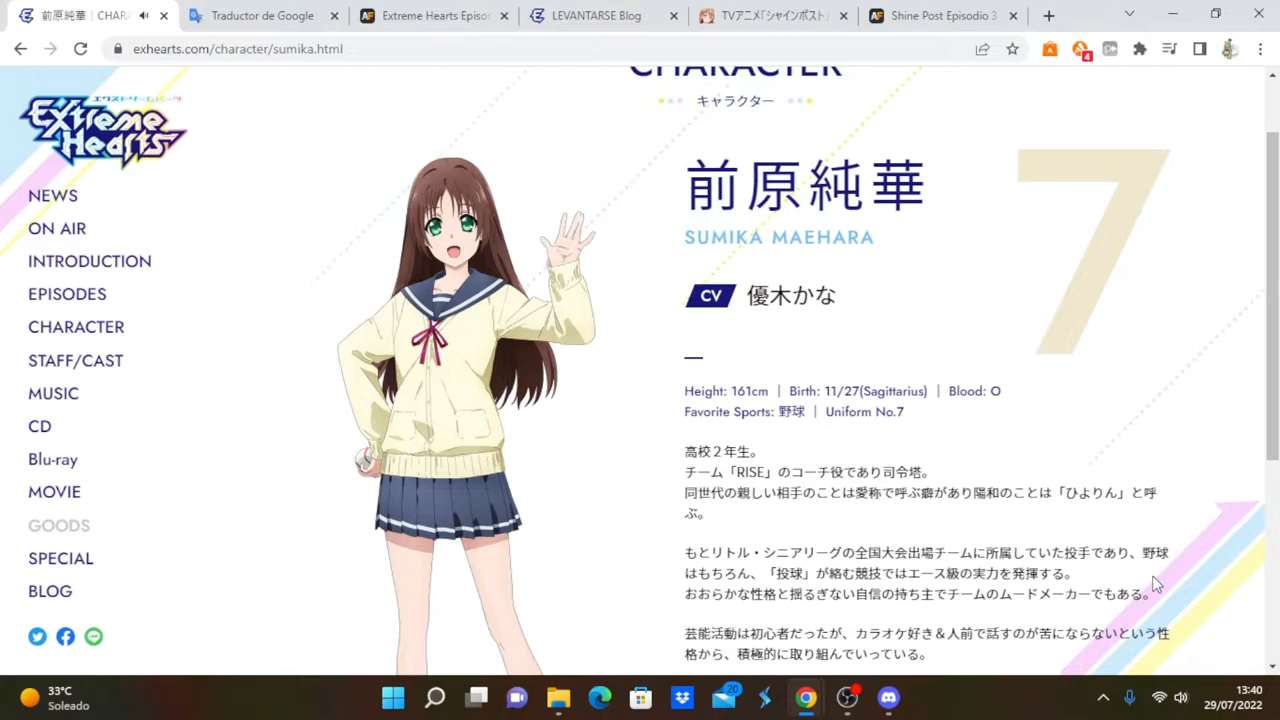 前原純華｜CHARA
Traductor de Google
Extreme Hearts Episod
LEVANTARSE Blog
TVアニメ「シャインポスト」
Shine Post Episodio 3
exhearts.com/character/sumika.html
4
CHARACTER
キャラクター
エクストリームハーツ
Extreme
Hearts
NEWS
ON AIR
INTRODUCTION
EPISODES
CHARACTER
STAFF/CAST
MUSIC
CD
Blu-ray
MOVIE
GOODS
SPECIAL
BLOG
前原純華
7
SUMIKA MAEHARA
CV 優木かな
Height: 161cm ｜ Birth: 11/27(Sagittarius) ｜ Blood: O
Favorite Sports: 野球 ｜ Uniform No.7
高校２年生。
チーム「RISE」のコーチ役であり司令塔。
同世代の親しい相手のことは愛称で呼ぶ癖があり陽和のことは「ひよりん」と呼
ぶ。
もとリトル・シニアリーグの全国大会出場チームに所属していた投手であり、野球
はもちろん、「投球」が絡む競技ではエース級の実力を発揮する。
おおらかな性格と揺るぎない自信の持ち主でチームのムードメーカーでもある。
芸能活動は初心者だったが、カラオケ好き＆人前で話すのが苦にならないという性
格から、積極的に取り組んでいっている。
33°C
Soleado
20
13:40
29/07/2022